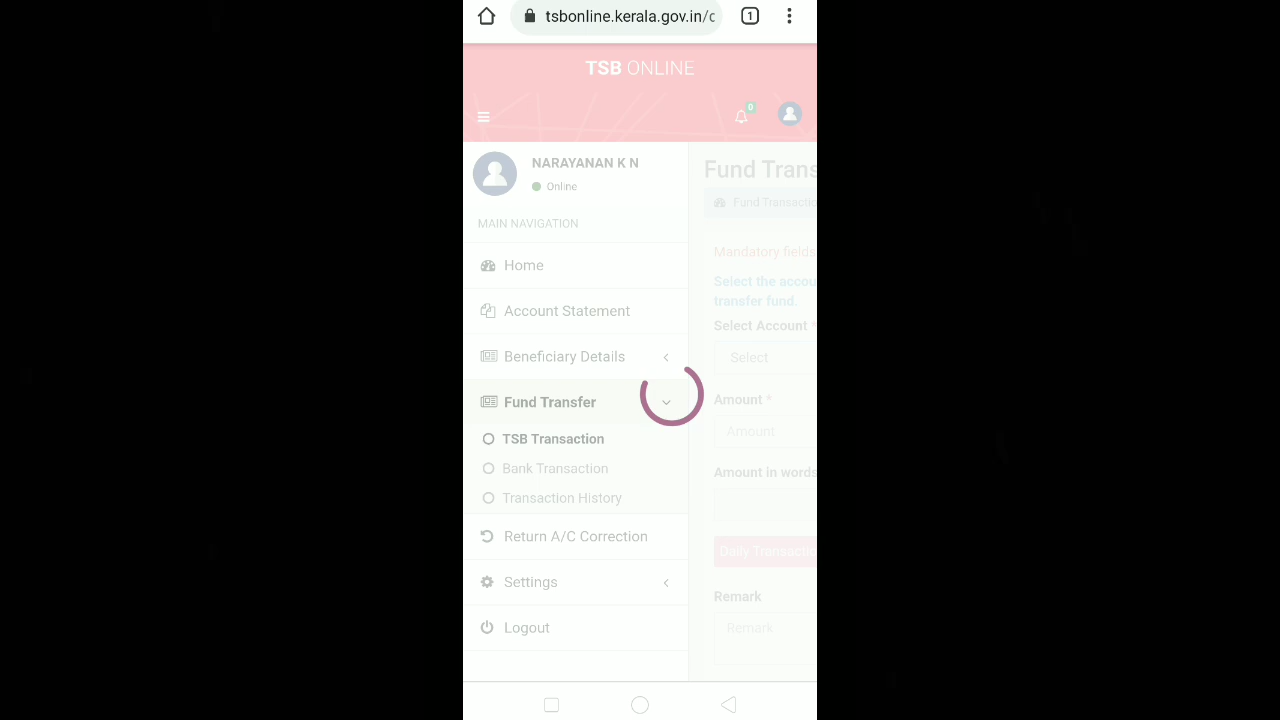 tsbonline.kerala.gov.in/c
1
TSB ONLINE
0
NARAYANAN K N
Online
MAIN NAVIGATION
Home
Account Statement
Beneficiary Details
Fund Transfer
TSB Transaction
Bank Transaction
Transaction History
Return A/C Correction
Settings
Logout
Fund Trans
Fund Transactio
Mandatory fields
Select the accou
transfer fund.
Select Account *
Select
Amount *
Amount
Amount in words
Daily Transactio
Remark
Remark